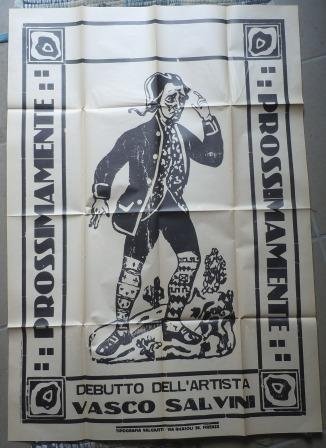 :: PROSSIMAMENTE ::
:: PROSSIMAMENTE ::
DEBUTTO DELL'ARTISTA
VASCO SALVINI